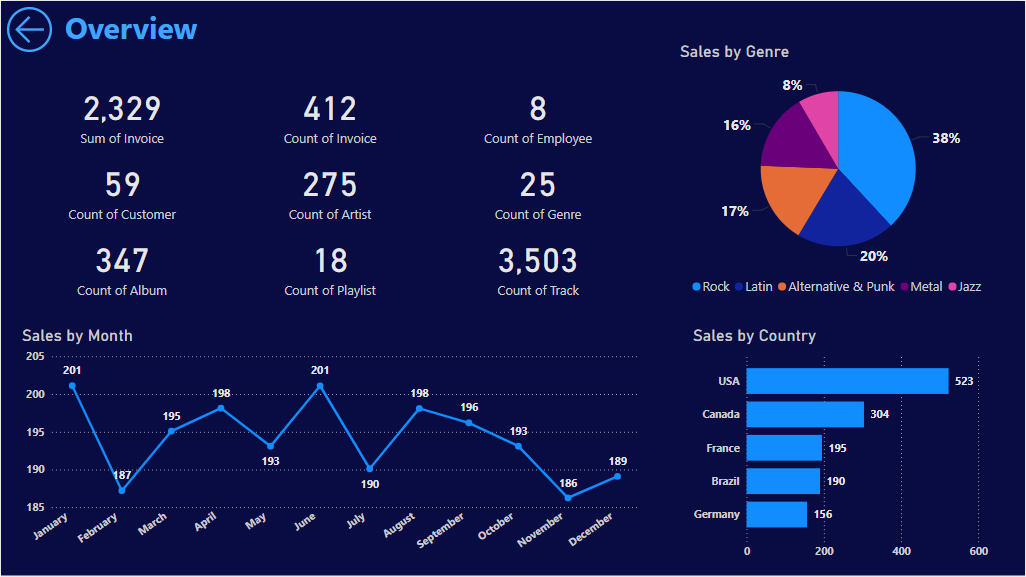 Overview
2,329
Sum of Invoice
412
Count of Invoice
8
Count of Employee
59
Count of Customer
275
Count of Artist
25
Count of Genre
347
Count of Album
18
Count of Playlist
3,503
Count of Track
Sales by Genre
8%
38%
16%
17%
20%
Rock Latin Alternative & Punk Metal Jazz
Sales by Month
205
200
195
190
185
201
187
195
198
193
201
190
198
196
193
186
189
January
February
March
April
May
June
July
August
September
October
November
December
Sales by Country
USA 523
Canada 304
France 195
Brazil 190
Germany 156
0 200 400 600